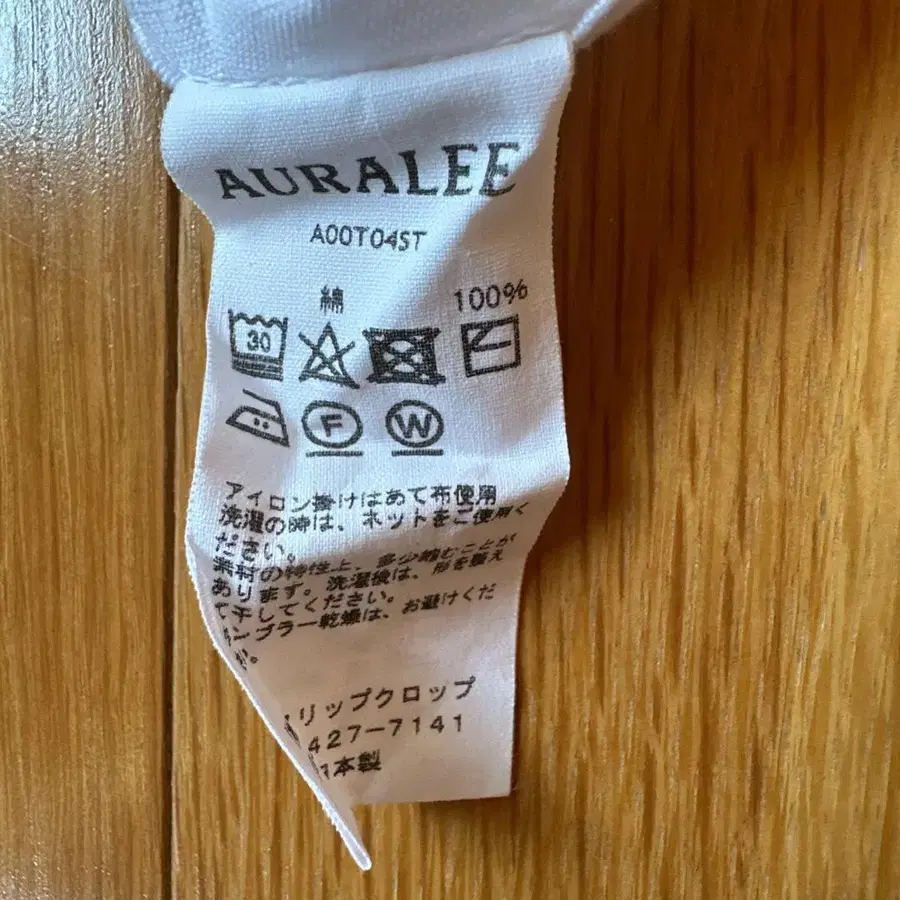 AURALEE
A00T04ST
綿 100%
30
F W
アイロン掛けはあて布使用
洗濯の時は、ネットをご使用く
ださい。
素材の特性上、多少縮むことが
あります。洗濯後は、形を整え
て干してください。
ンブラー乾燥は、お避けくだ
い。
リップクロップ
427-7141
本製